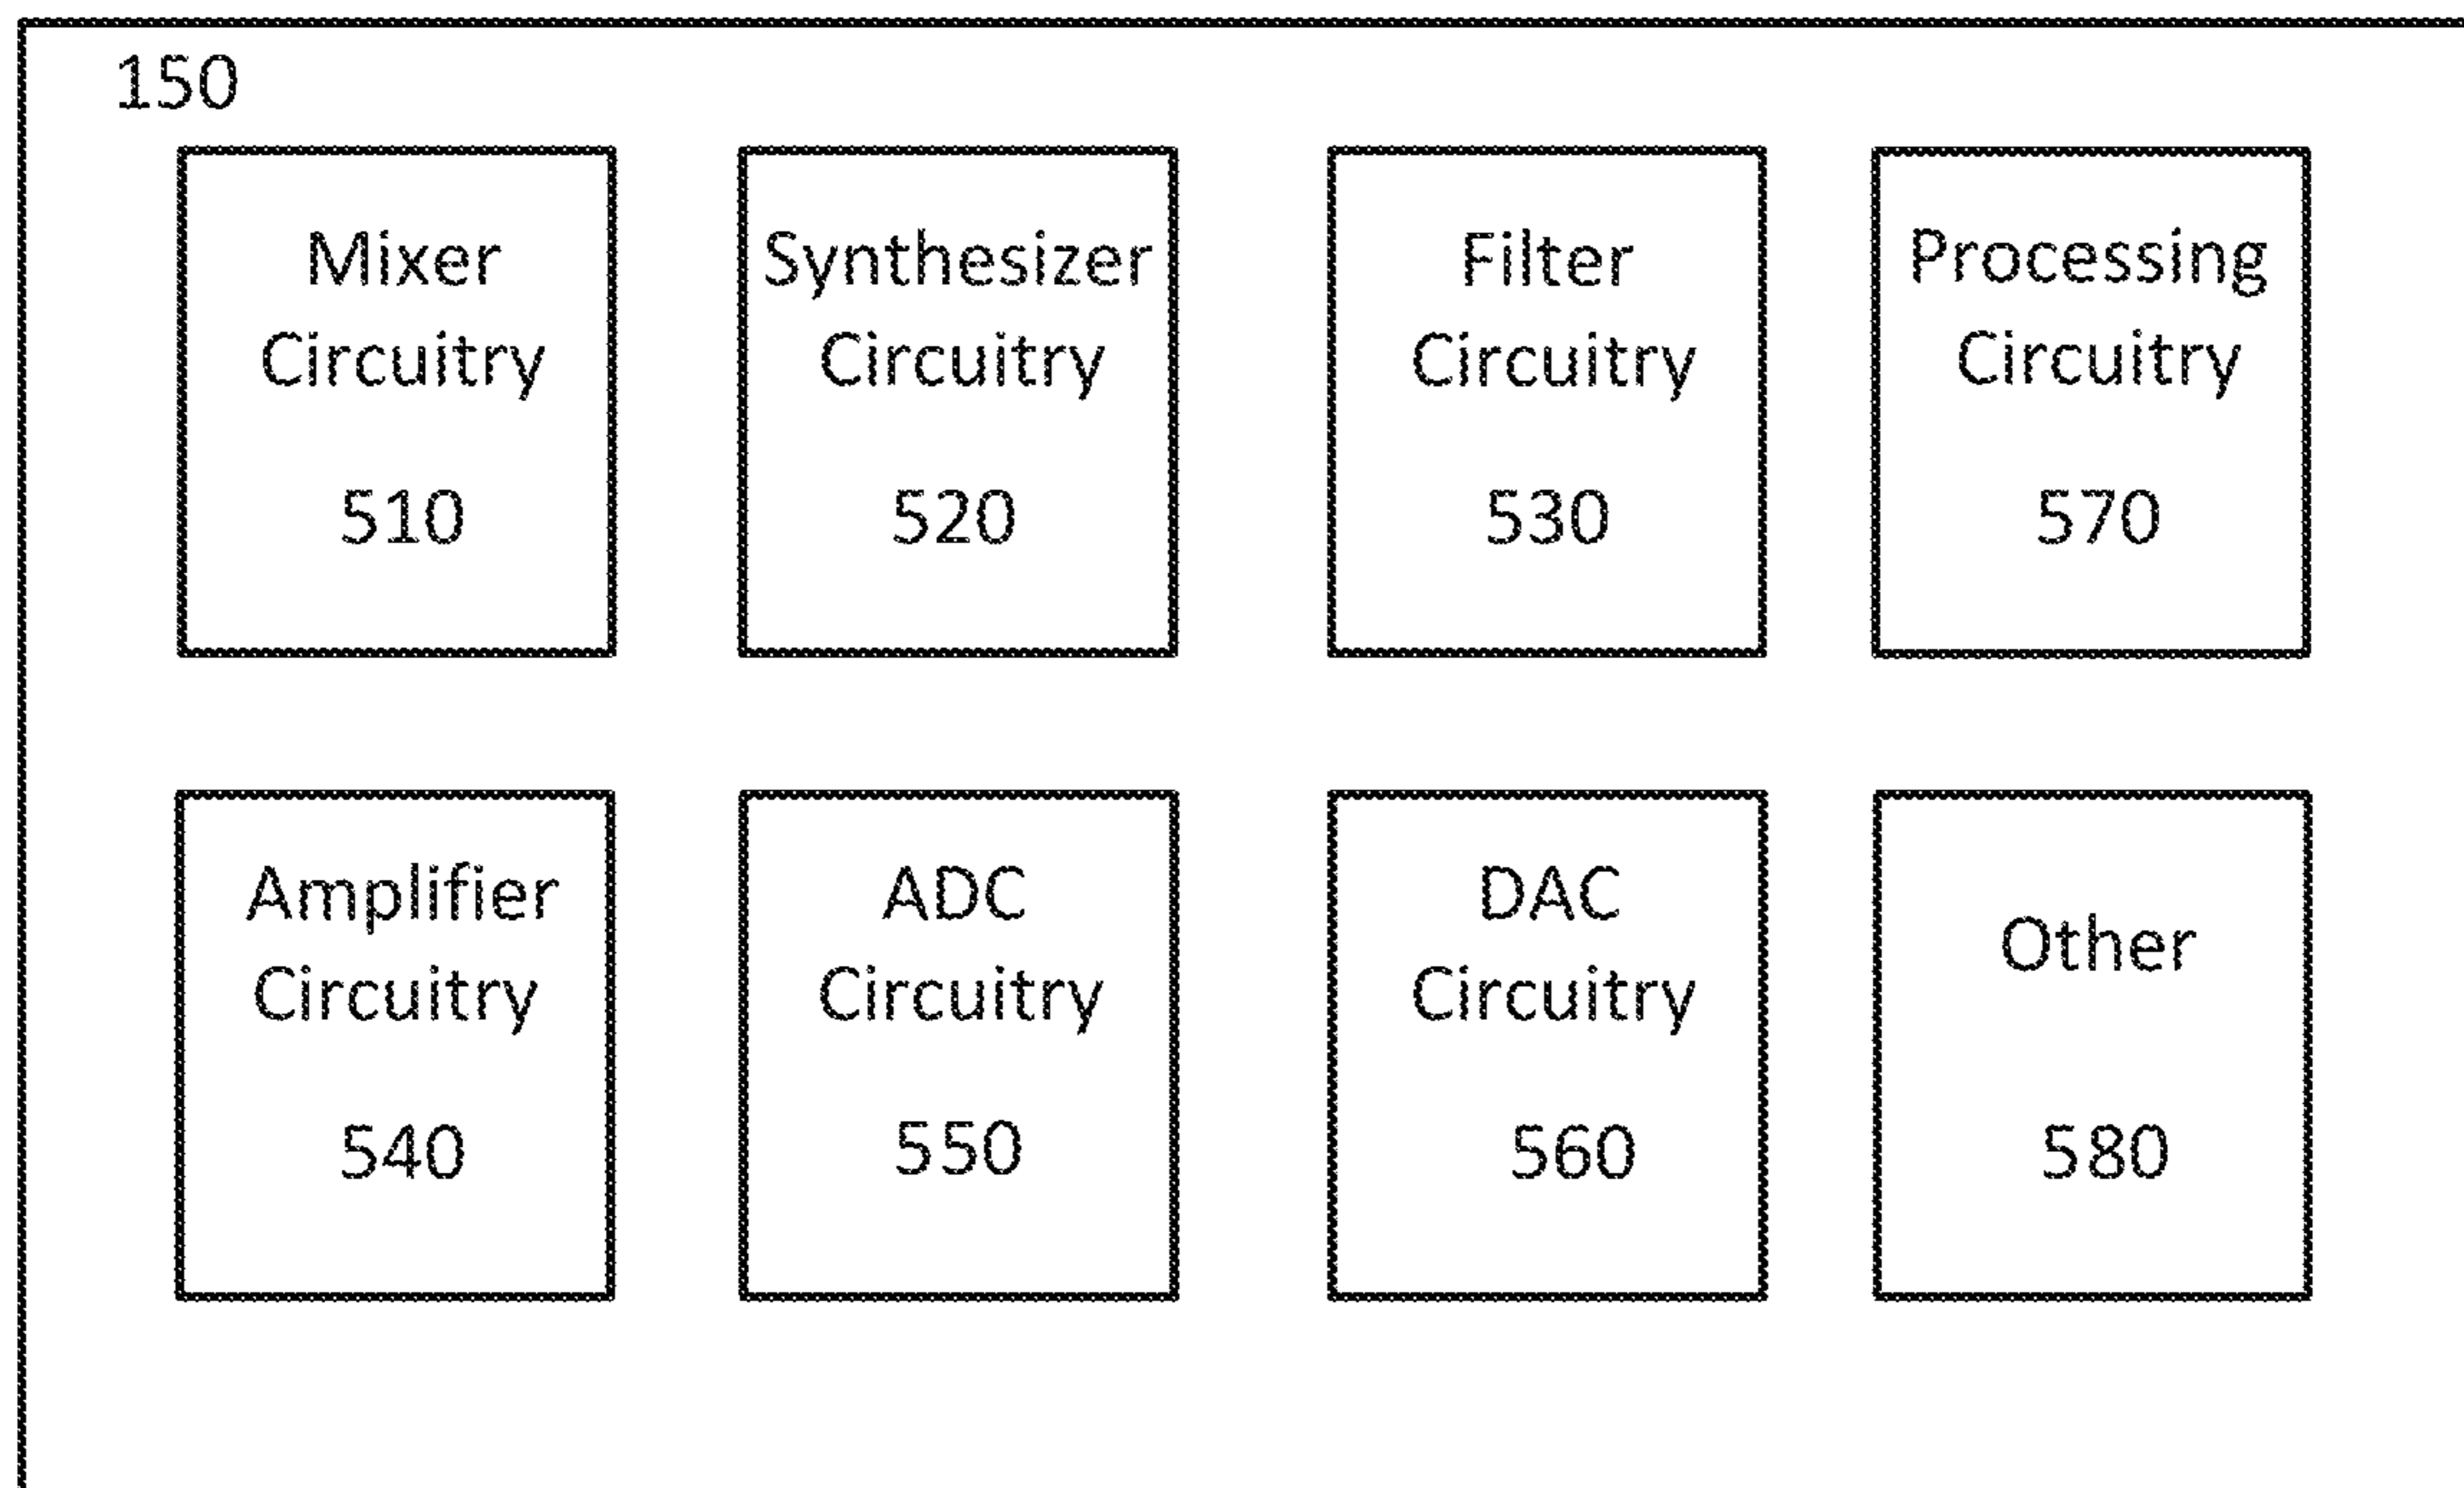 150
Mixer
Circuitry
510
Synthesizer
Circuitry
520
Filter
Circuitry
530
Processing
Circuitry
570
Amplifier
Circuitry
540
ADC
Circuitry
550
DAC
Circuitry
560
Other
580